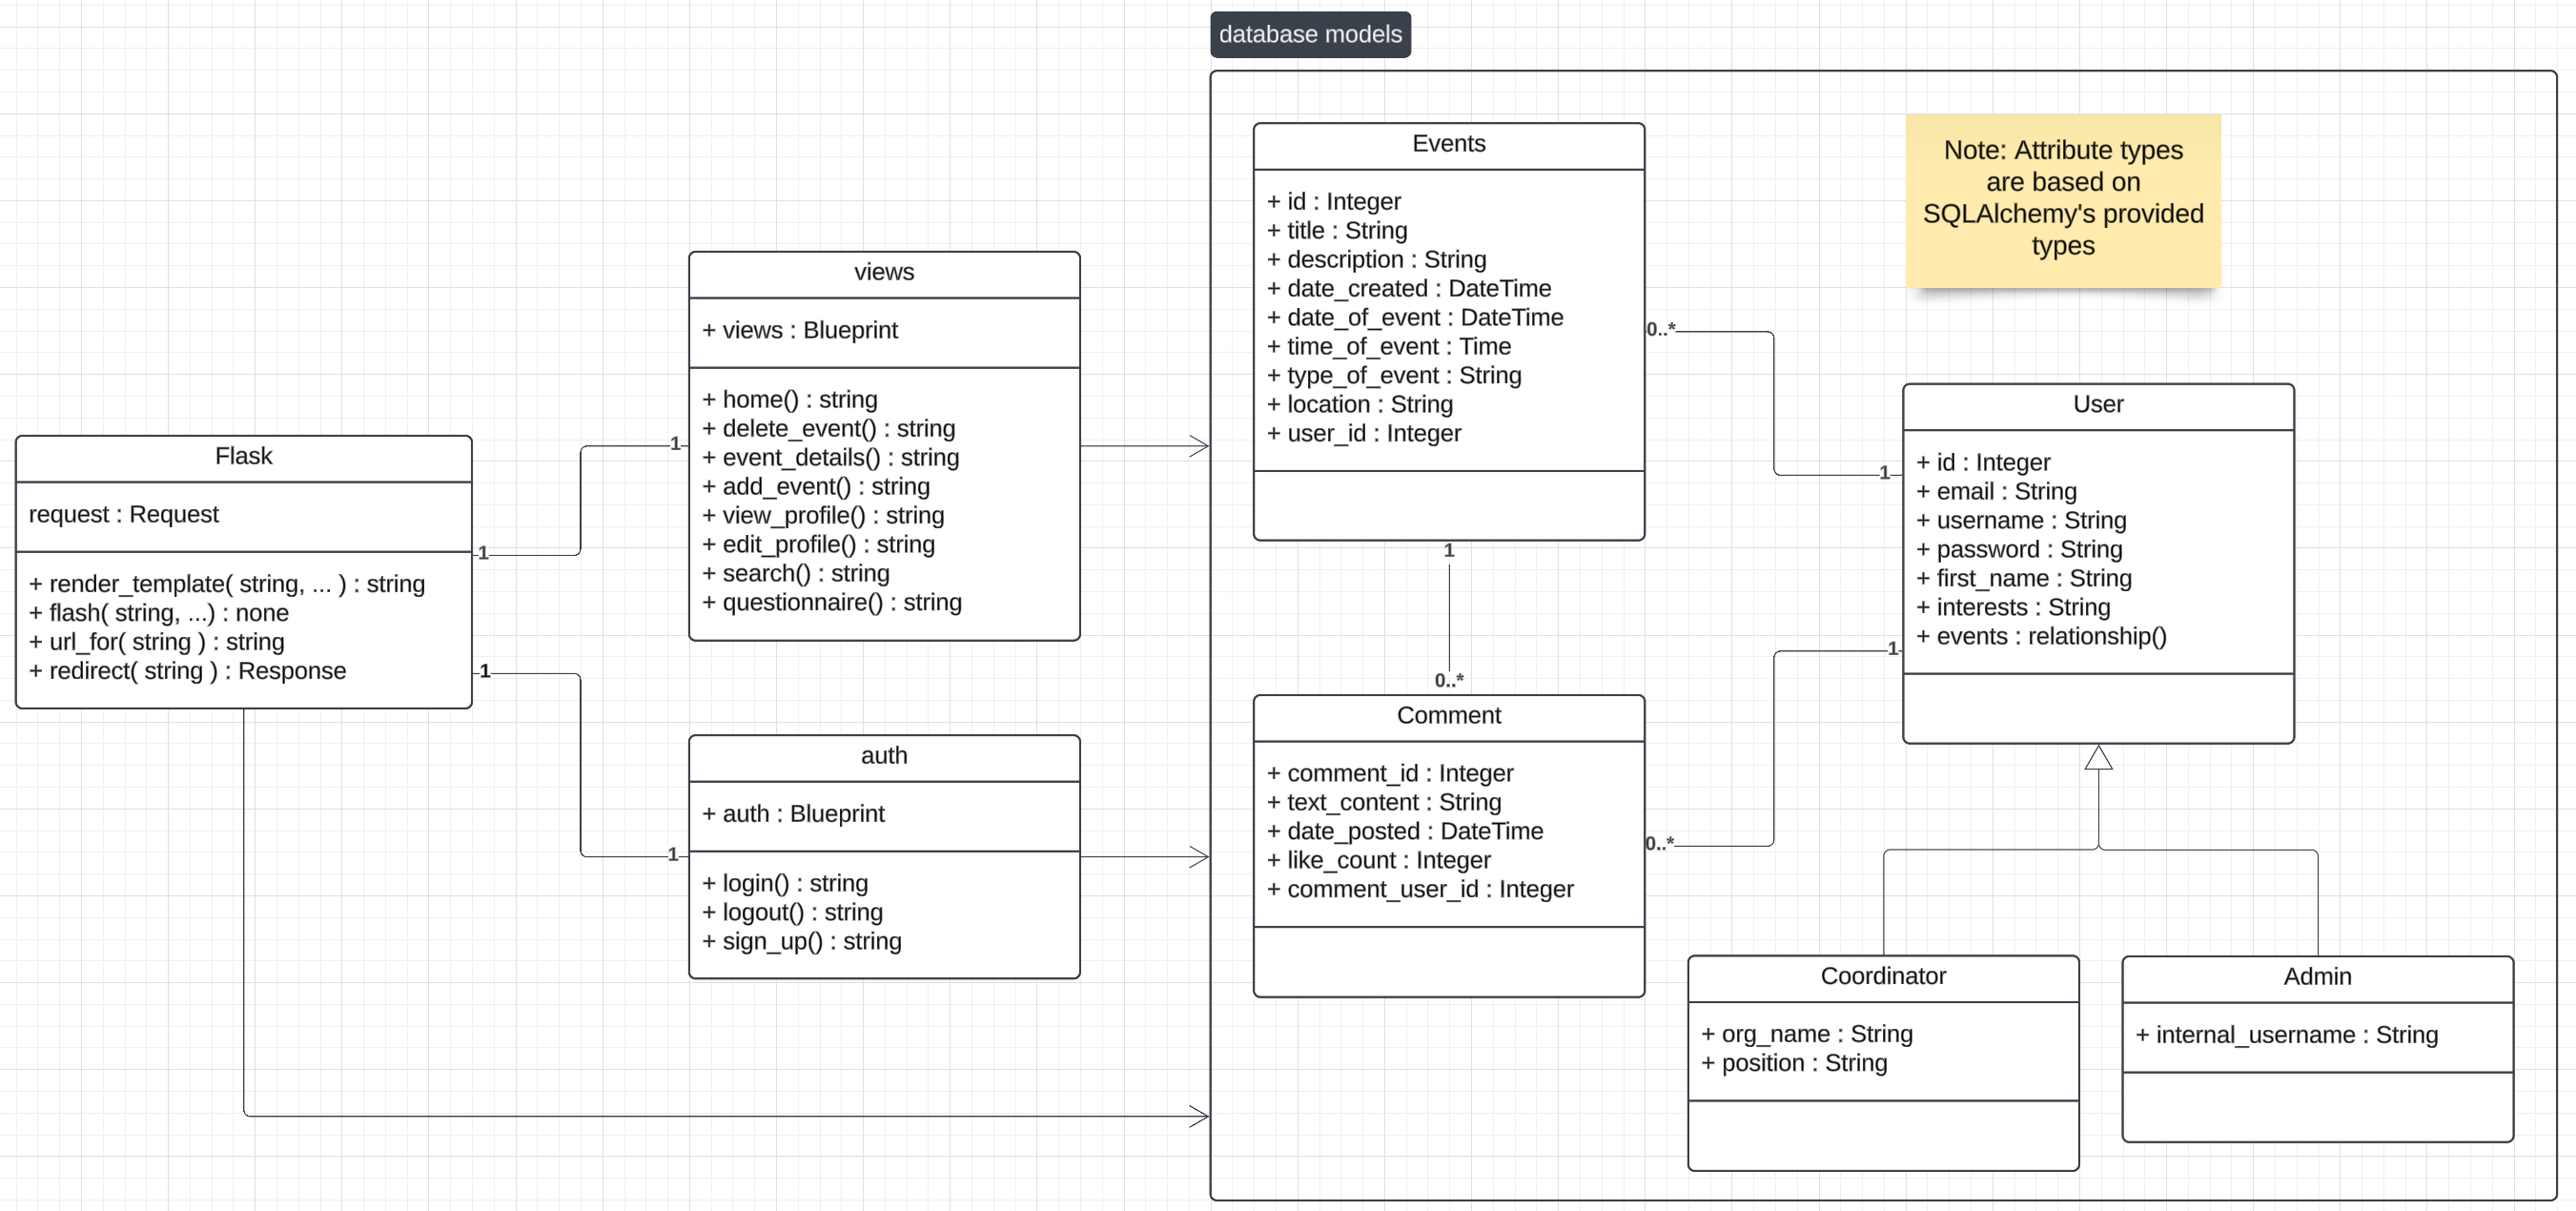 database models
Flask
request : Request
+ render_template( string, ... ) : string
+ flash( string, ...) : none
+ url_for( string ) : string
+ redirect( string ) : Response
1
1
views
+ views : Blueprint
+ home() : string
+ delete_event() : string
+ event_details() : string
+ add_event() : string
+ view_profile() : string
+ edit_profile() : string
+ search() : string
+ questionnaire() : string
1
auth
+ auth : Blueprint
+ login() : string
+ logout() : string
+ sign_up() : string
1
Events
+ id : Integer
+ title : String
+ description : String
+ date_created : DateTime
+ date_of_event : DateTime
+ time_of_event : Time
+ type_of_event : String
+ location : String
+ user_id : Integer
0..*
1
0..*
Comment
+ comment_id : Integer
+ text_content : String
+ date_posted : DateTime
+ like_count : Integer
+ comment_user_id : Integer
0..*
Note: Attribute types
are based on
SQLAlchemy's provided
types
User
+ id : Integer
+ email : String
+ username : String
+ password : String
+ first_name : String
+ interests : String
+ events : relationship()
1
1
Coordinator
+ org_name : String
+ position : String
Admin
+ internal_username : String